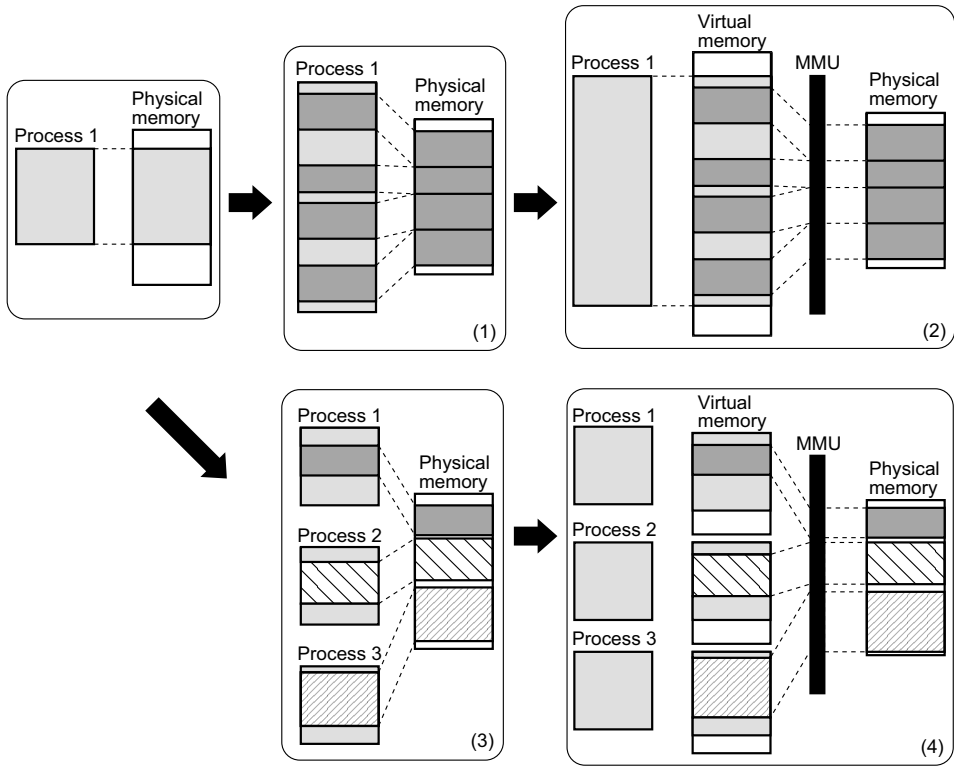 Process 1
Physical
memory
Process 1
Physical
memory
(1)
Process 1
Virtual
memory
MMU
Physical
memory
(2)
Process 1
Process 2
Process 3
Physical
memory
(3)
Process 1
Process 2
Process 3
Virtual
memory
MMU
Physical
memory
(4)